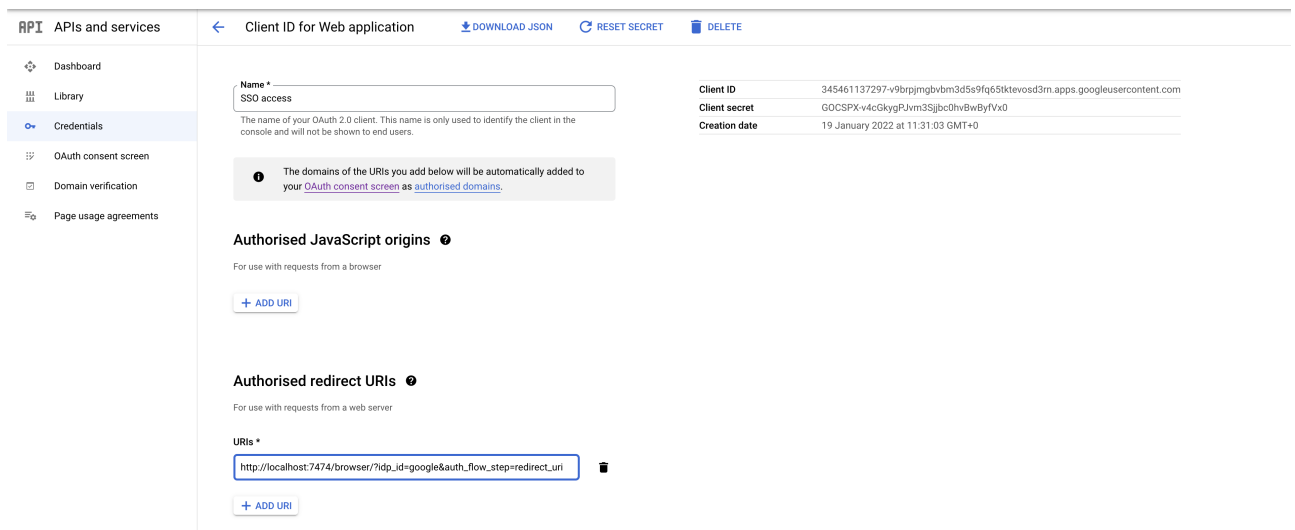 API APIs and services
Client ID for Web application
DOWNLOAD JSON
RESET SECRET
DELETE
Dashboard
Library
Credentials
OAuth consent screen
Domain verification
Page usage agreements
Name *
SSO access
The name of your OAuth 2.0 client. This name is only used to identify the client in the
console and will not be shown to end users.
Client ID 345461137297-v9brpjmgbvbm3d5s9fq65tktevosd3rn.apps.googleusercontent.com
Client secret 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
Creation date 19 January 2022 at 11:31:03 GMT+0
The domains of the URIs you add below will be automatically added to
your OAuth consent screen as authorised domains.
Authorised JavaScript origins
For use with requests from a browser
ADD URI
Authorised redirect URIs
For use with requests from a web server
URIs *
http://localhost:7474/browser/?idp_id=google&auth_flow_step=redirect_uri
ADD URI